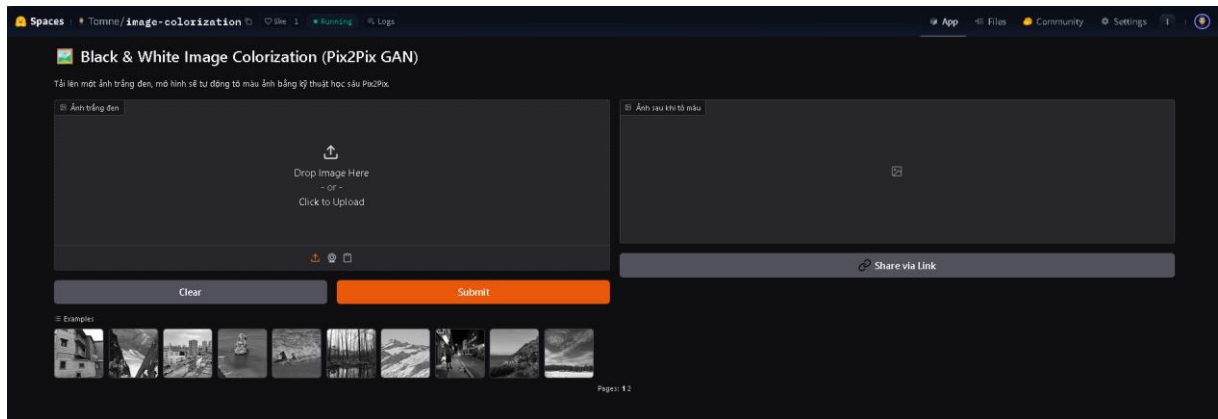 Spaces Tomne/image-colorization like 1 Running Logs App Files Community Settings
Black & White Image Colorization (Pix2Pix GAN)
Tải lên một ảnh trắng đen, mô hình sẽ tự động tô màu ảnh bằng kỹ thuật học sâu Pix2Pix.
Ảnh trắng đen
Ảnh sau khi tô màu
Drop Image Here
- or -
Click to Upload
Share via Link
Clear
Submit
Examples
Pages: 1 2